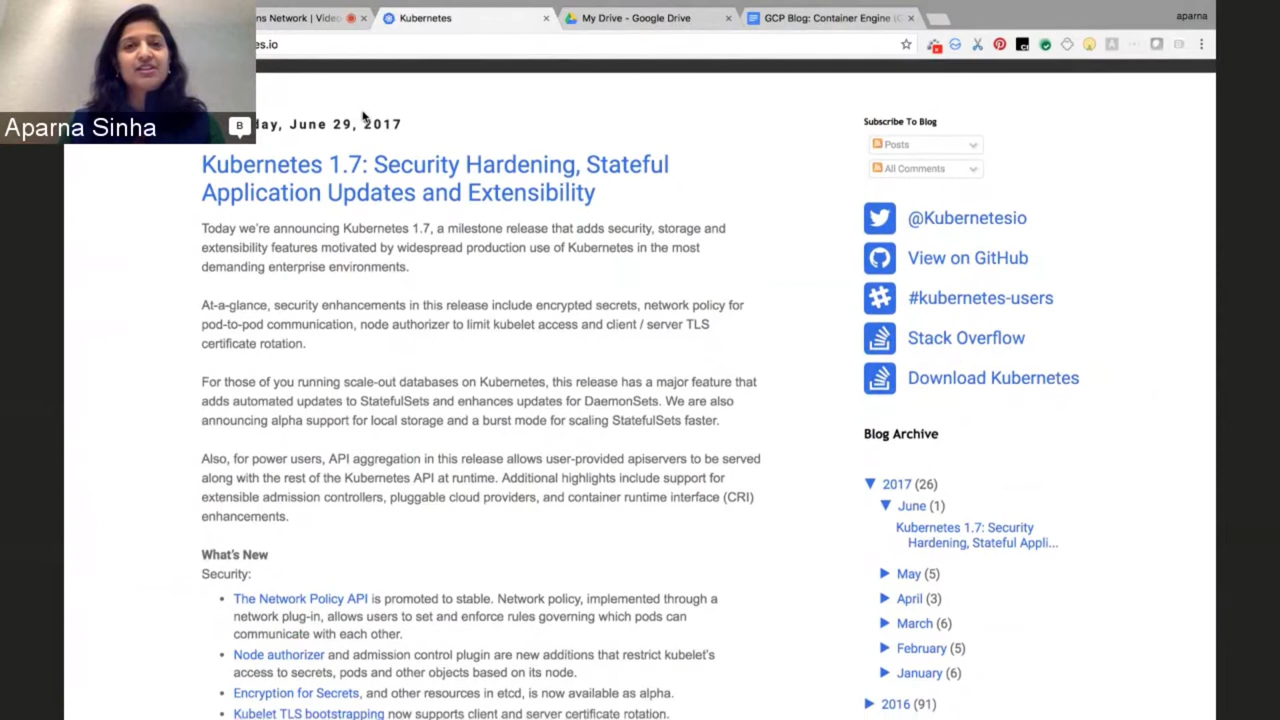 ns Network | Video
Kubernetes
My Drive - Google Drive
GCP Blog: Container Engine (
aparna
es.io
Aparna Sinha
B
day, June 29, 2017
Kubernetes 1.7: Security Hardening, Stateful
Application Updates and Extensibility
Today we're announcing Kubernetes 1.7, a milestone release that adds security, storage and
extensibility features motivated by widespread production use of Kubernetes in the most
demanding enterprise environments.
At-a-glance, security enhancements in this release include encrypted secrets, network policy for
pod-to-pod communication, node authorizer to limit kubelet access and client / server TLS
certificate rotation.
For those of you running scale-out databases on Kubernetes, this release has a major feature that
adds automated updates to StatefulSets and enhances updates for DaemonSets. We are also
announcing alpha support for local storage and a burst mode for scaling StatefulSets faster.
Also, for power users, API aggregation in this release allows user-provided apiservers to be served
along with the rest of the Kubernetes API at runtime. Additional highlights include support for
extensible admission controllers, pluggable cloud providers, and container runtime interface (CRI)
enhancements.
What's New
Security:
• The Network Policy API is promoted to stable. Network policy, implemented through a
network plug-in, allows users to set and enforce rules governing which pods can
communicate with each other.
• Node authorizer and admission control plugin are new additions that restrict kubelet's
access to secrets, pods and other objects based on its node.
• Encryption for Secrets, and other resources in etcd, is now available as alpha.
• Kubelet TLS bootstrapping now supports client and server certificate rotation.
Subscribe To Blog
Posts
All Comments
@Kubernetesio
View on GitHub
#kubernetes-users
Stack Overflow
Download Kubernetes
Blog Archive
▼ 2017 (26)
▼ June (1)
Kubernetes 1.7: Security
Hardening, Stateful Appli...
► May (5)
► April (3)
► March (6)
► February (5)
► January (6)
► 2016 (91)